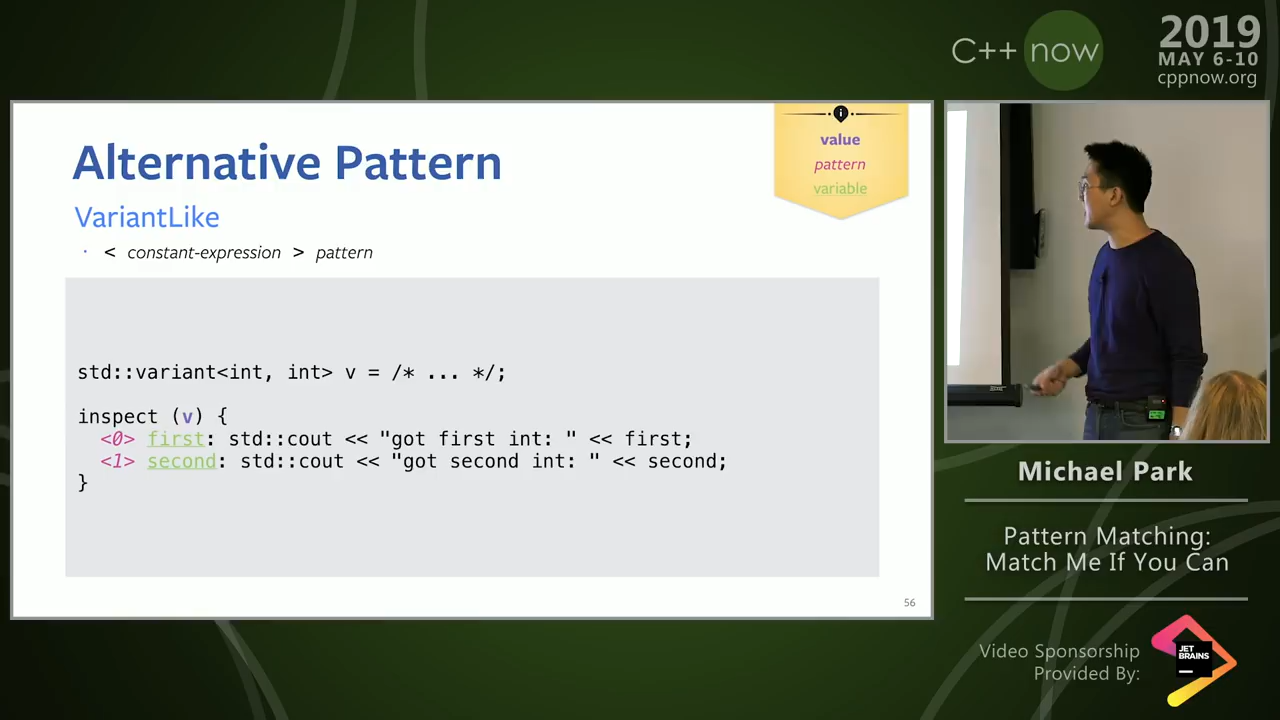 C++ now
2019
MAY 6-10
cppnow.org
Alternative Pattern
VariantLike
· < constant-expression > pattern
value
pattern
variable
std::variant<int, int> v = /* ... */;
inspect (v) {
<0> first: std::cout << "got first int: " << first;
<1> second: std::cout << "got second int: " << second;
}
56
Michael Park
Pattern Matching:
Match Me If You Can
Video Sponsorship
Provided By:
JET
BRAINS